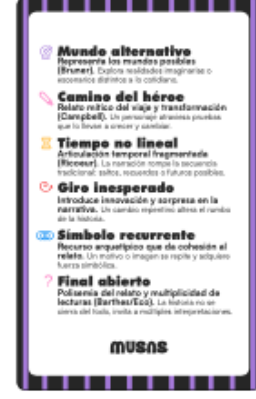 Mundo alternativo
Representa los mundos posibles
(Bruner). Explora realidades imaginarias o
escenarios distintos a lo cotidiano.
Camino del héroe
Relato mítico del viaje y transformación
(Campbell). Un personaje atraviesa pruebas
que lo llevan a crecer y cambiar.
Tiempo no lineal
Articulación temporal fragmentada
(Ricoeur). La narración rompe la secuencia
tradicional: saltos, recuerdos o futuros posibles.
Giro inesperado
Introduce innovación y sorpresa en la
narrativa. Un cambio repentino altera el rumbo
de la historia.
Símbolo recurrente
Recurso arquetípico que da cohesión al
relato. Un motivo o imagen se repite y adquiere
fuerza simbólica.
Final abierto
Polisemia del relato y multiplicidad de
lecturas (Barthes/Eco). La historia no se
cierra del todo, invita a múltiples interpretaciones.
MUSAS